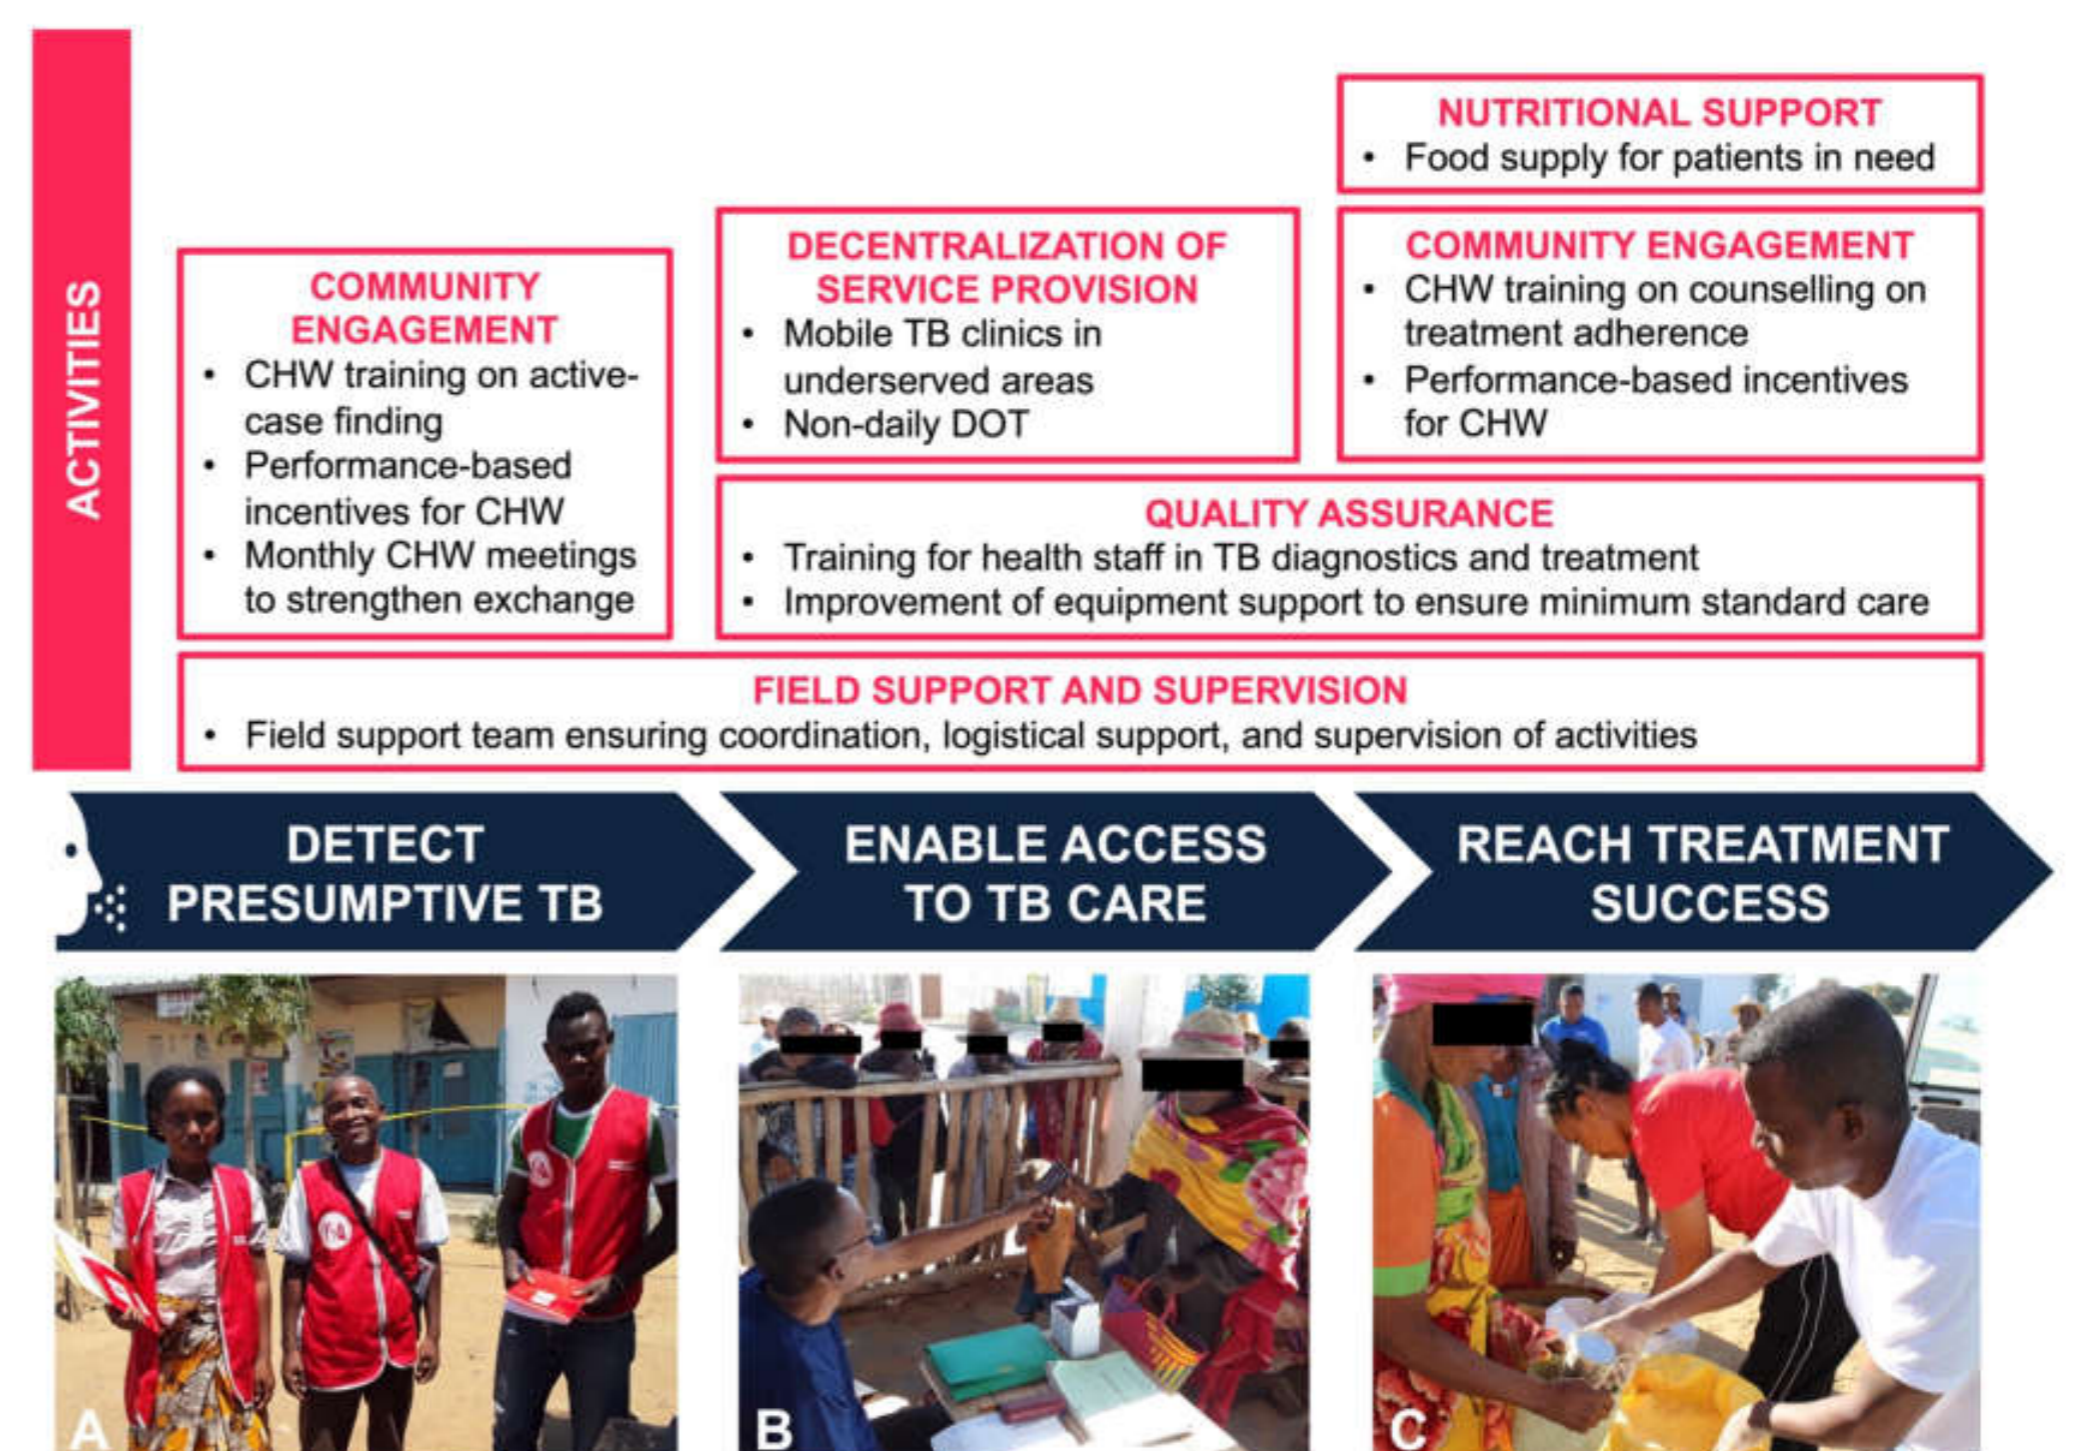 ACTIVITIES
NUTRITIONAL SUPPORT
• Food supply for patients in need
COMMUNITY
ENGAGEMENT
• CHW training on active-
case finding
• Performance-based
incentives for CHW
• Monthly CHW meetings
to strengthen exchange
DECENTRALIZATION OF
SERVICE PROVISION
• Mobile TB clinics in
underserved areas
• Non-daily DOT
COMMUNITY ENGAGEMENT
• CHW training on counselling on
treatment adherence
• Performance-based incentives
for CHW
QUALITY ASSURANCE
• Training for health staff in TB diagnostics and treatment
• Improvement of equipment support to ensure minimum standard care
FIELD SUPPORT AND SUPERVISION
• Field support team ensuring coordination, logistical support, and supervision of activities
DETECT
PRESUMPTIVE TB
ENABLE ACCESS
TO TB CARE
REACH TREATMENT
SUCCESS
A
B
C